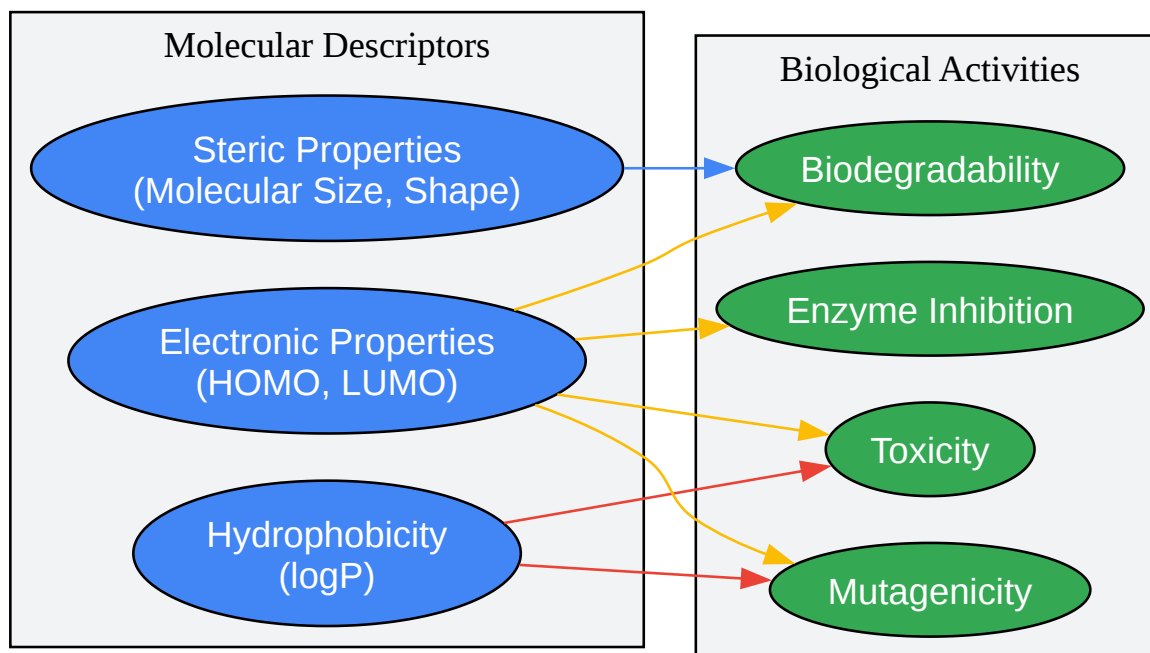 Molecular Descriptors
Steric Properties
(Molecular Size, Shape)
Electronic Properties
(HOMO, LUMO)
Hydrophobicity
(logP)
Biological Activities
Biodegradability
Enzyme Inhibition
Toxicity
Mutagenicity